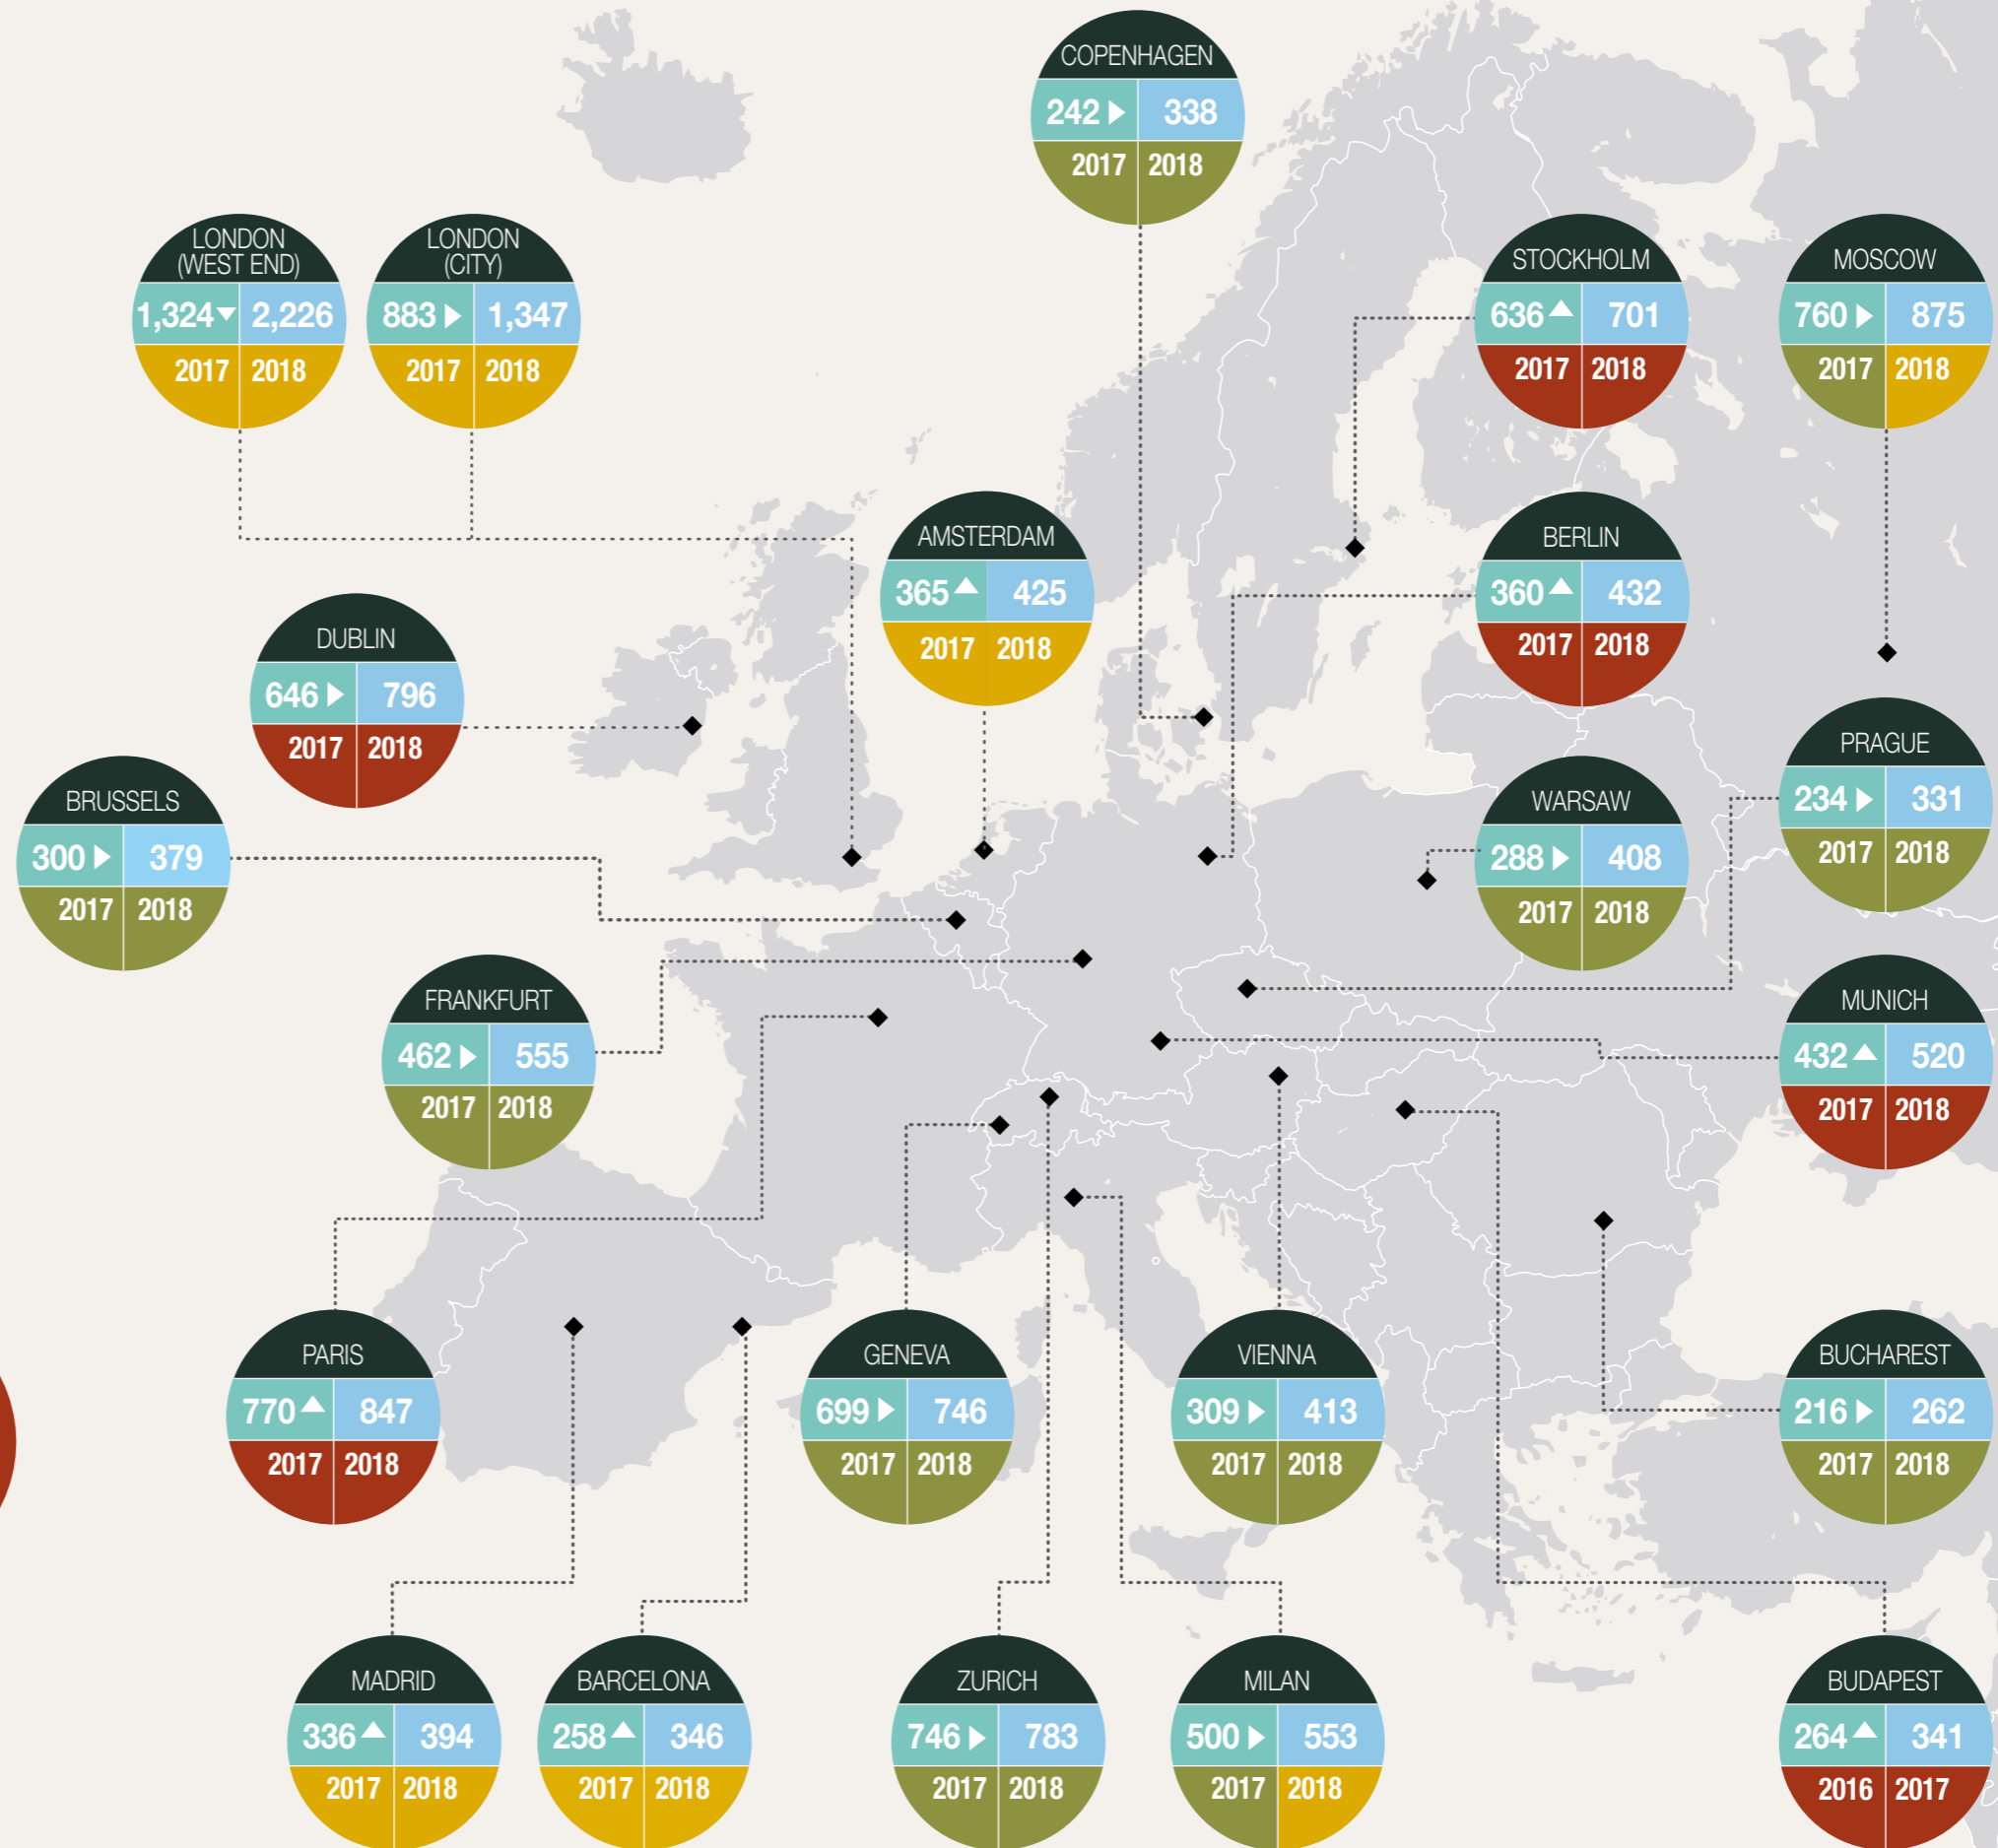 COPENHAGEN
242 338
2017 2018
LONDON
(WEST END)
1,324 2,226
2017 2018
LONDON
(CITY)
883 1,347
2017 2018
STOCKHOLM
636 701
2017 2018
MOSCOW
760 875
2017 2018
AMSTERDAM
365 425
2017 2018
BERLIN
360 432
2017 2018
DUBLIN
646 796
2017 2018
PRAGUE
234 331
2017 2018
BRUSSELS
300 379
2017 2018
WARSAW
288 408
2017 2018
FRANKFURT
462 555
2017 2018
MUNICH
432 520
2017 2018
PARIS
770 847
2017 2018
GENEVA
699 746
2017 2018
VIENNA
309 413
2017 2018
BUCHAREST
216 262
2017 2018
MADRID
336 394
2017 2018
BARCELONA
258 346
2017 2018
ZURICH
746 783
2017 2018
MILAN
500 553
2017 2018
BUDAPEST
264 341
2016 2017